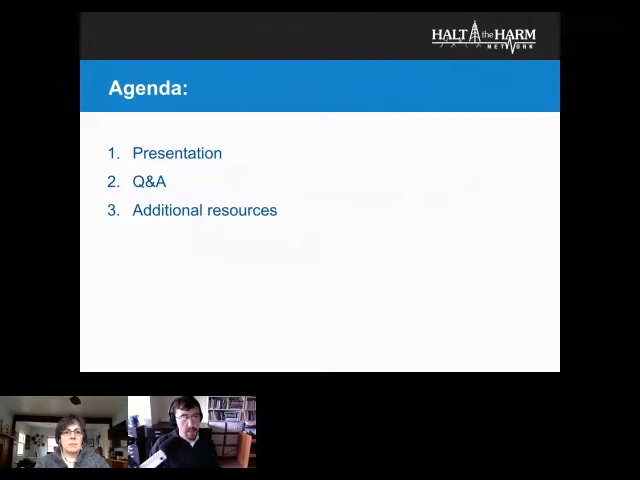 HALT the HARM
NETWORK
Agenda:
1. Presentation
2. Q&A
3. Additional resources